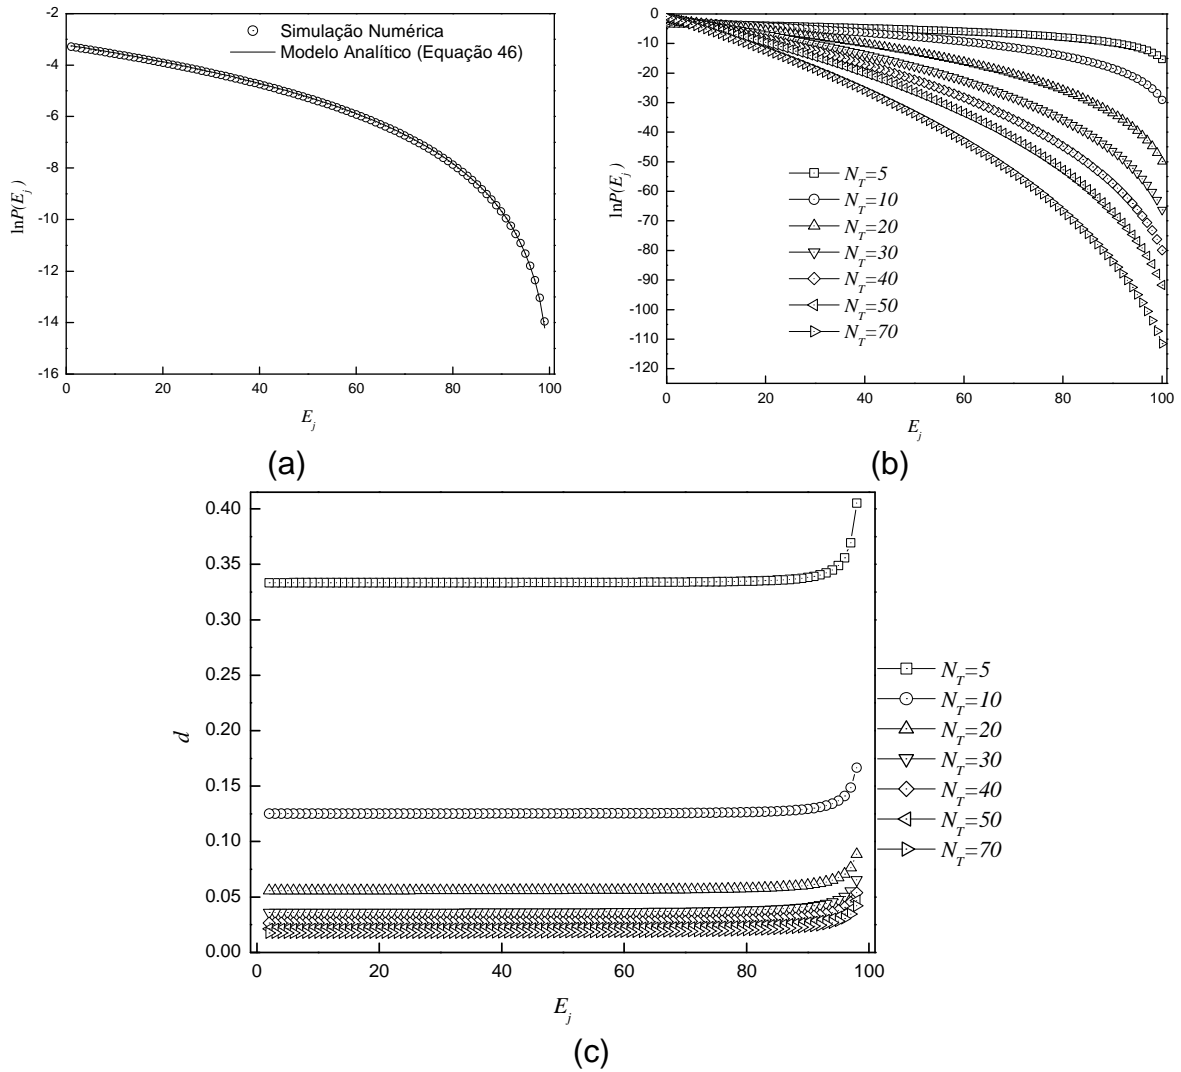 Simulação Numérica
Modelo Analítico (Equação 46)
-2
-4
-6
-8
-10
-12
-14
-16
0
20
40
60
80
100
lnP(E_j)
E_j
(a)
0
-10
-20
-30
-40
-50
-60
-70
-80
-90
-100
-110
-120
0
20
40
60
80
100
lnP(E_j)
E_j
N_T=5
N_T=10
N_T=20
N_T=30
N_T=40
N_T=50
N_T=70
(b)
0.40
0.35
0.30
0.25
0.20
0.15
0.10
0.05
0.00
0
20
40
60
80
100
d
E_j
N_T=5
N_T=10
N_T=20
N_T=30
N_T=40
N_T=50
N_T=70
(c)